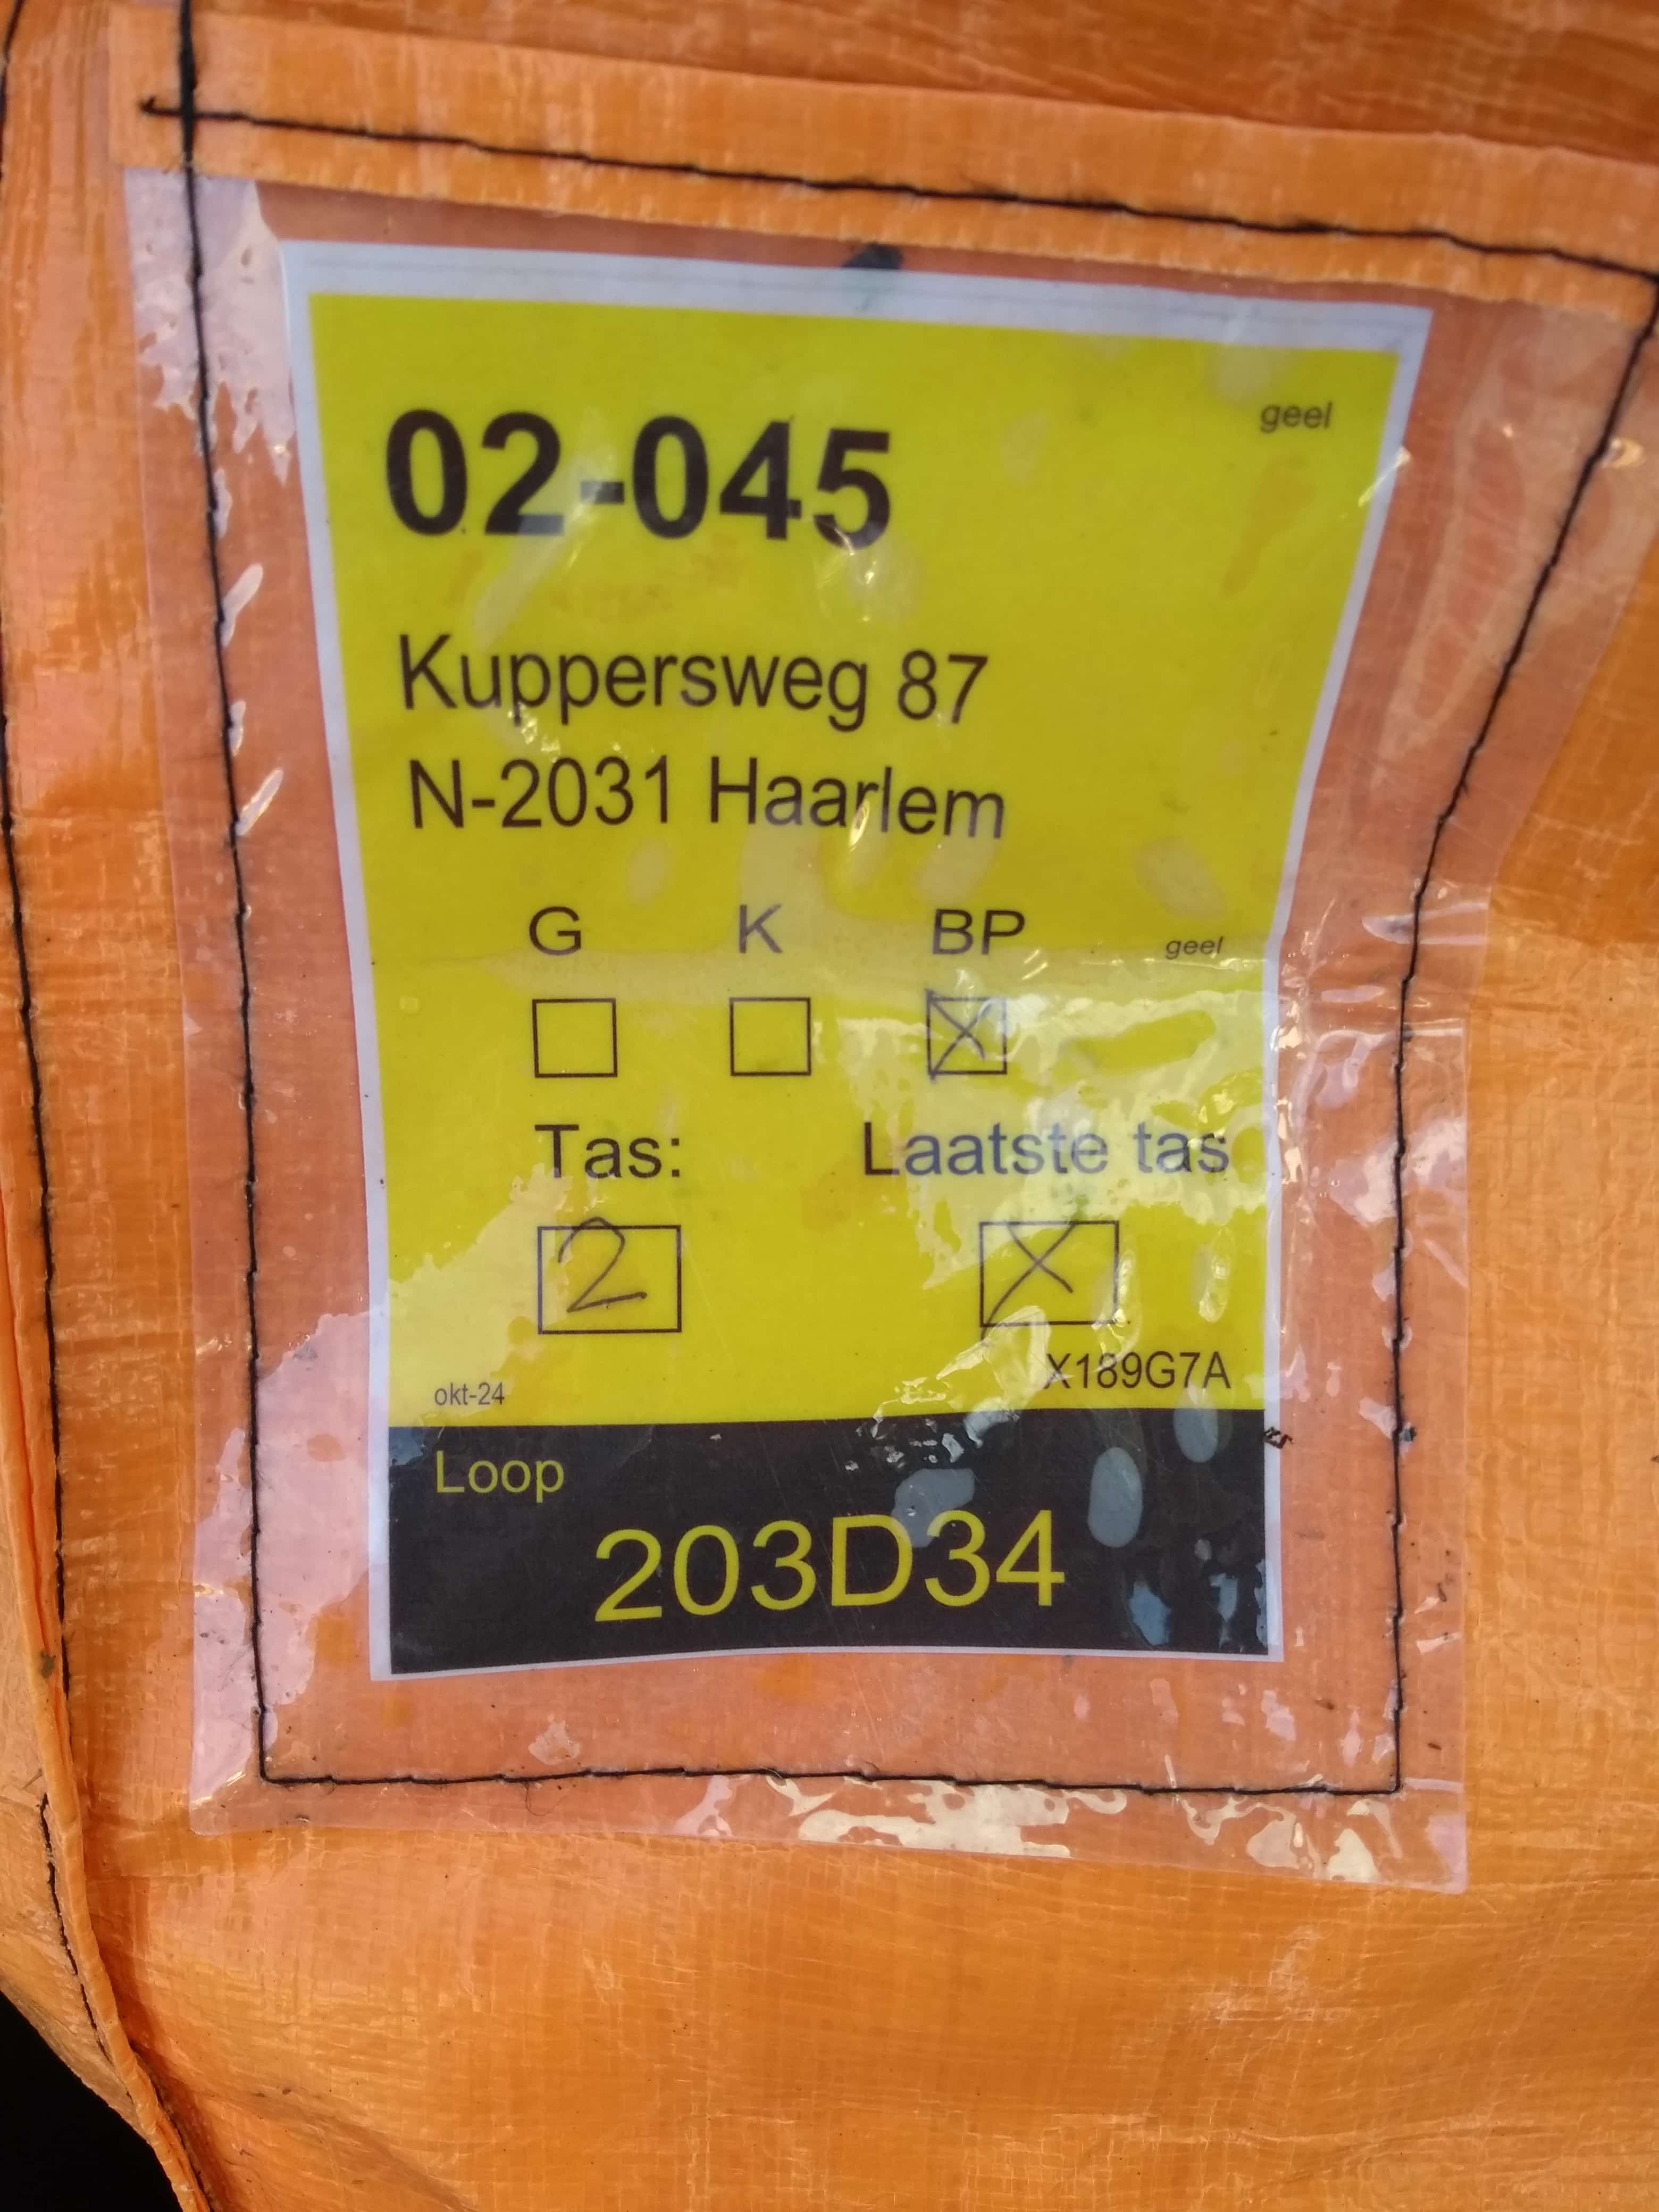 02-045
geel
Kuppersweg 87
N-2031 Haarlem
G K BP
geel
Tas: Laatste tas
2 X
X189G7A
okt-24
Loop
203D34